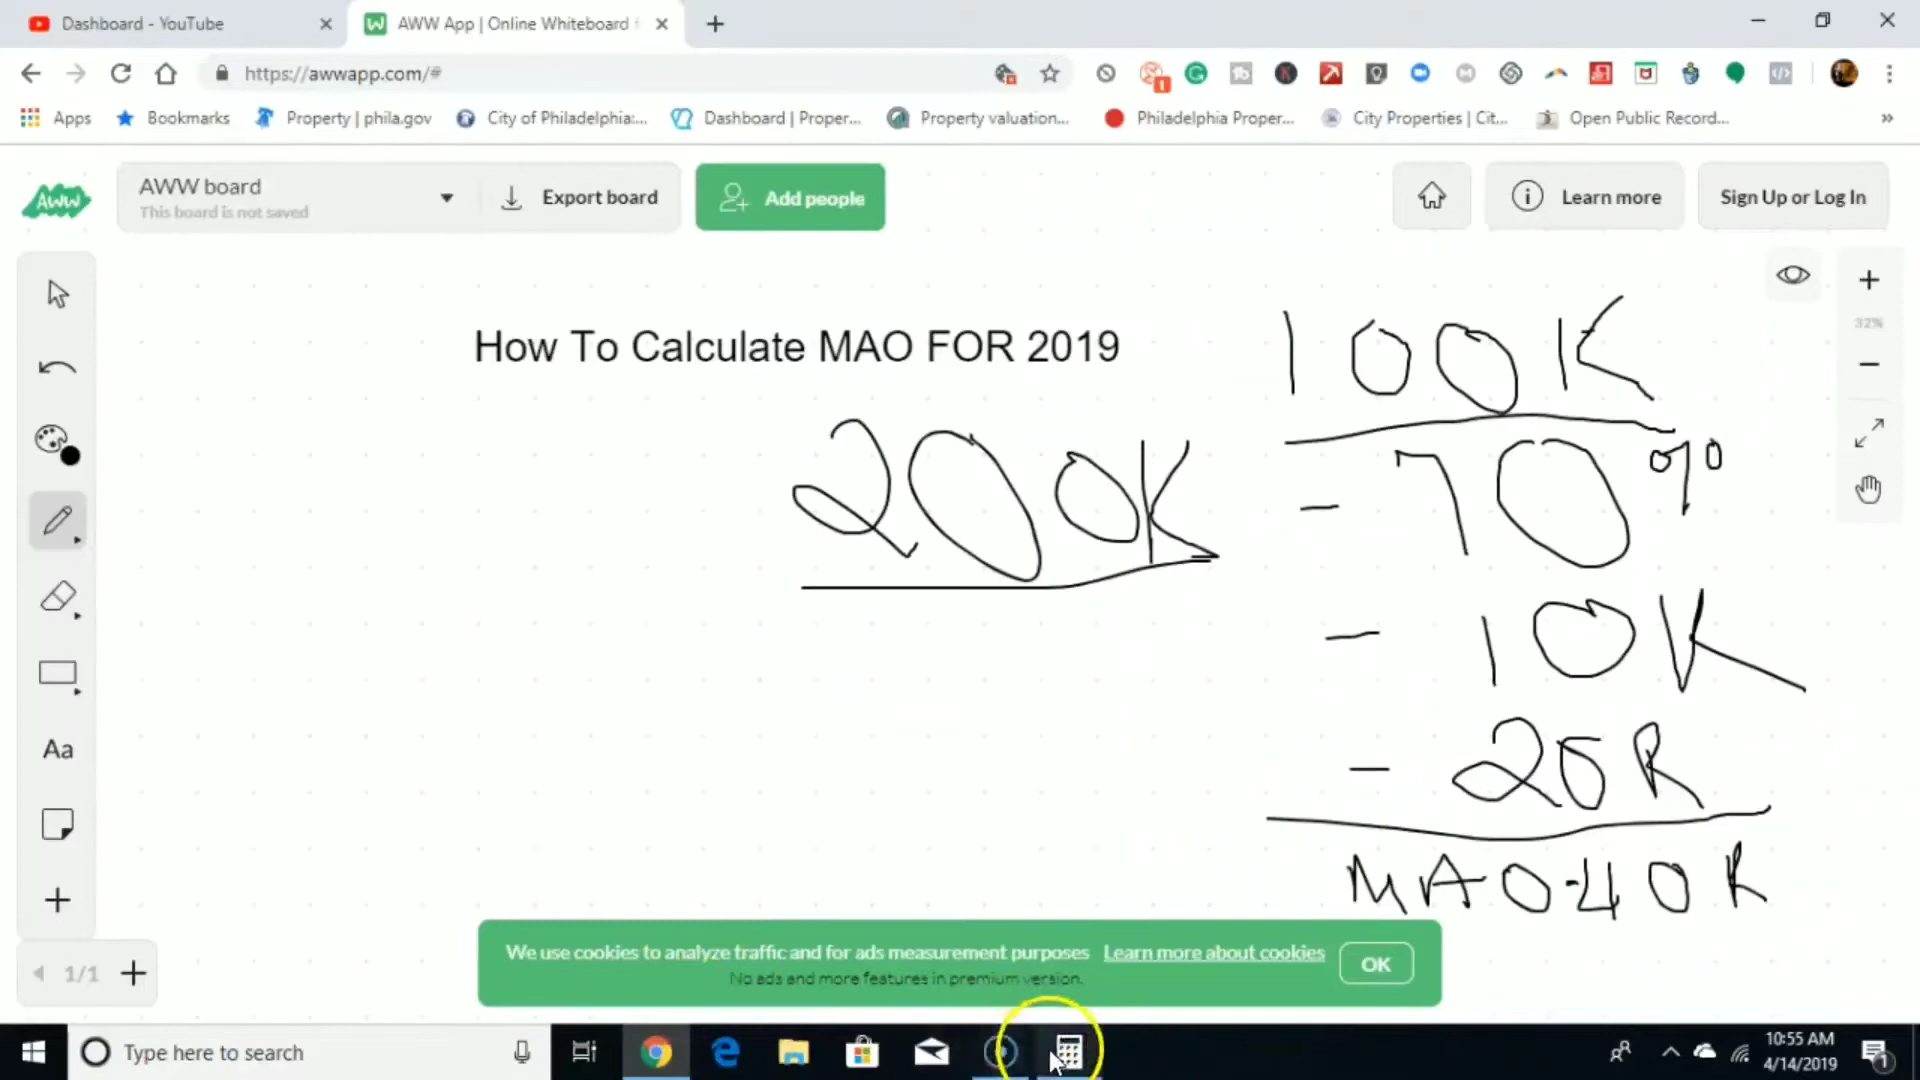 Dashboard - YouTube
AWW App | Online Whiteboard
https://awwapp.com/#
Apps
Bookmarks
Property | phila.gov
City of Philadelphia:...
Dashboard | Proper...
Property valuation...
Philadelphia Proper...
City Properties | Cit...
Open Public Record...
»
AWW
AWW board
This board is not saved
Export board
Add people
Learn more
Sign Up or Log In
32%
How To Calculate MAO FOR 2019
200K
100K
- 70%
- 10K
- 20K
MAO-40K
Aa
1/1
We use cookies to analyze traffic and for ads measurement purposes Learn more about cookies
No ads and more features in premium version.
OK
Type here to search
10:55 AM
4/14/2019
1